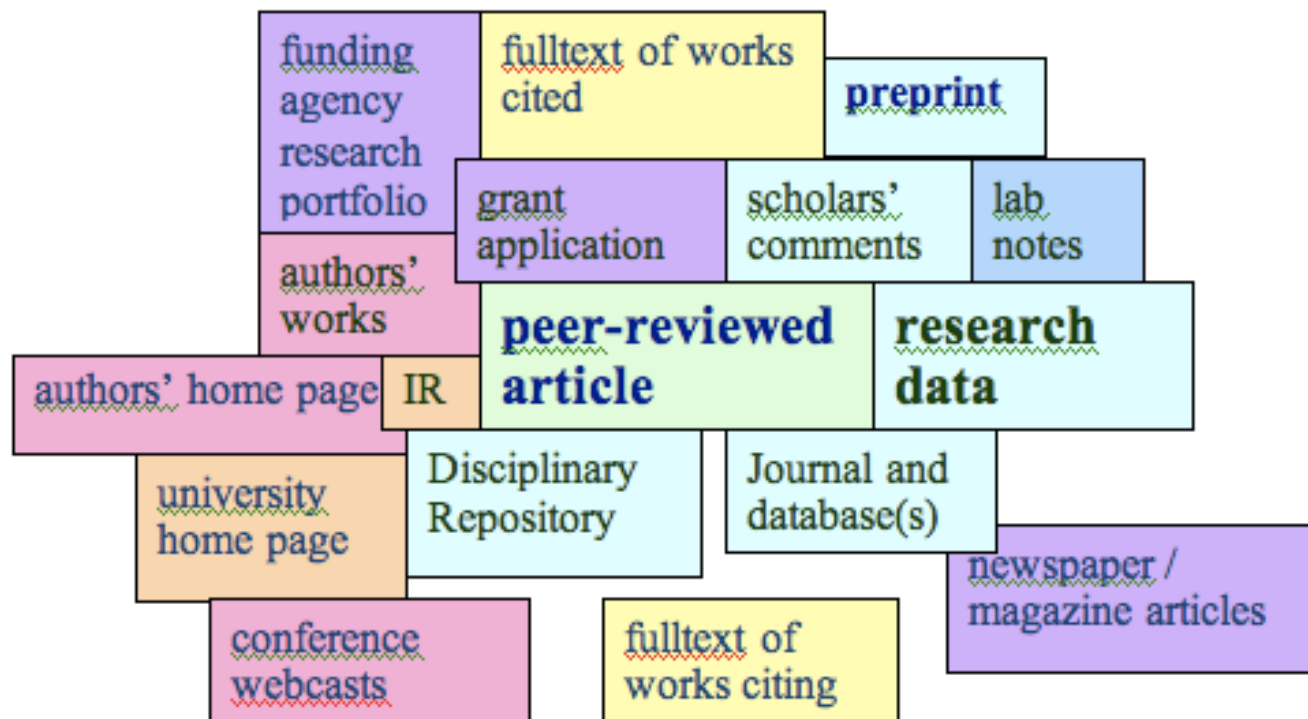 funding
agency
research
portfolio
fulltext of works
cited
preprint
grant
application
scholars’
comments
lab
notes
authors’
works
peer-reviewed
article
research
data
authors’ home page
IR
university
home page
Disciplinary
Repository
Journal and
database(s)
newspaper /
magazine articles
conference
webcasts
fulltext of
works citing